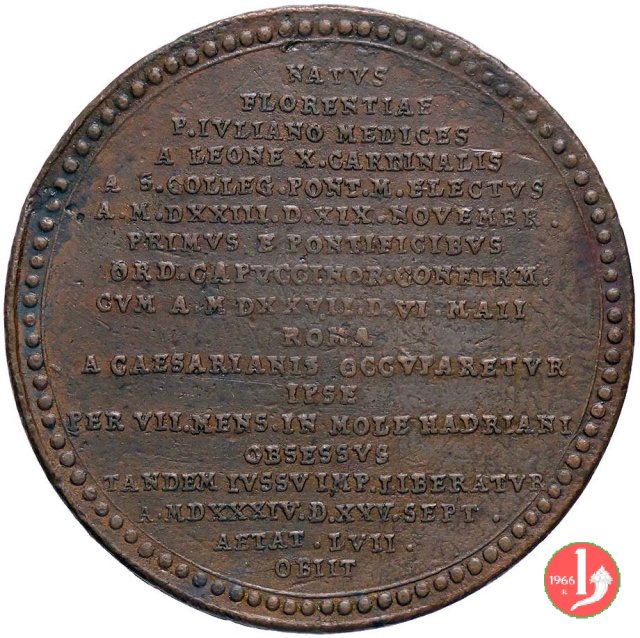 NATVS
FLORENTIAE
P.IVLIANO MEDICES
A LEONE X.CARDINALIS
A S.COLLEG.PONT.M.ELECTVS
A.M.DXXIII.D.XIX.NOVEMBR.
PRIMVS E PONTIFICIBVS
ORD.CAPVCCINOR.CONFIRM.
CVM A.M DXXVII.D.VI MAII
ROMA
A CAESARIANIS OCCVPARETVR
IPSE
PER VII.MENS.IN MOLE HADRIANI
OBSESSVS
TANDEM IVSSV IMP.LIBERATVR
A.MDXXXIV.D.XXV.SEPT.
AETAT.LVII.
OBIIT
1966